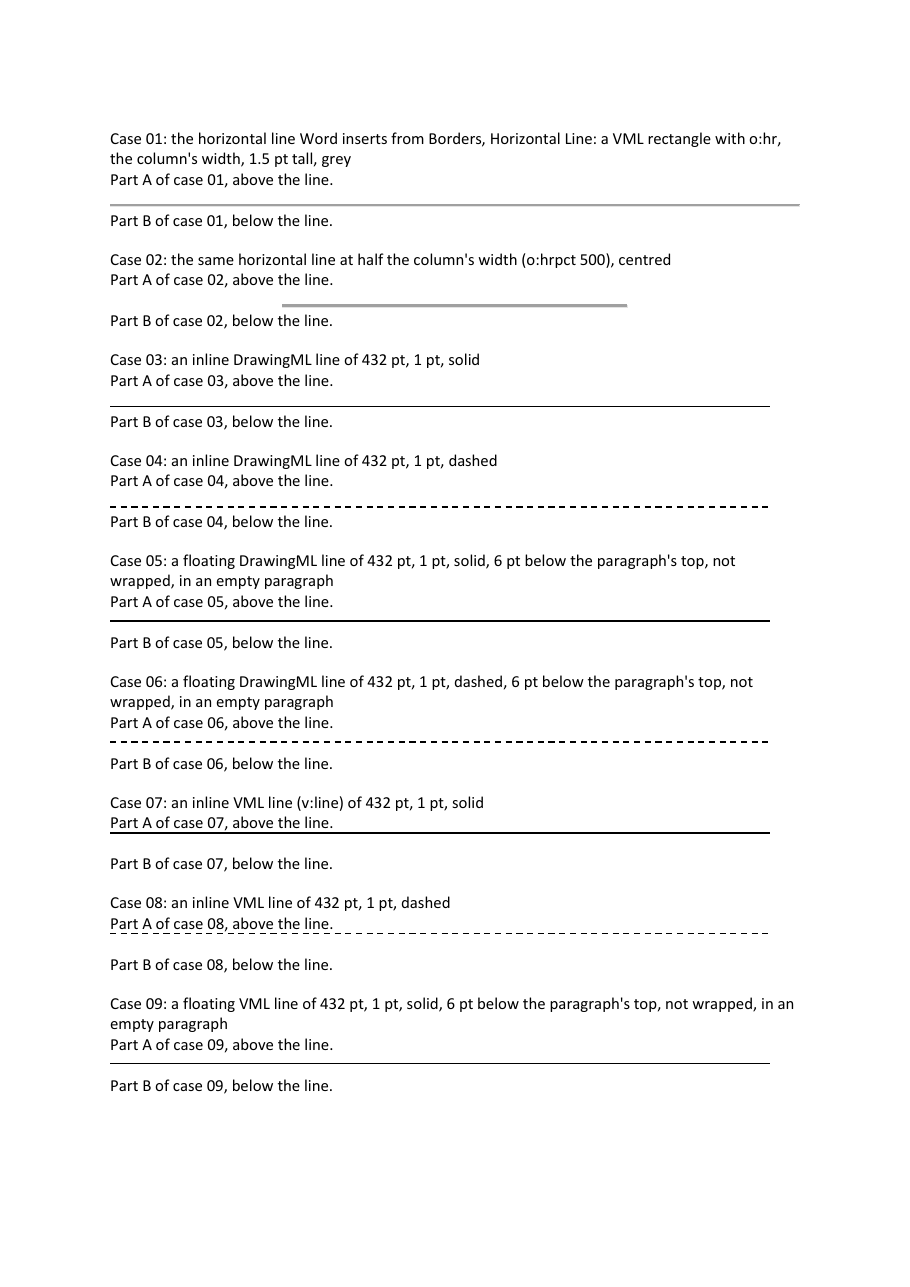 Case 01: the horizontal line Word inserts from Borders, Horizontal Line: a VML rectangle with o:hr,
the column's width, 1.5 pt tall, grey
Part A of case 01, above the line.
Part B of case 01, below the line.
Case 02: the same horizontal line at half the column's width (o:hrpct 500), centred
Part A of case 02, above the line.
Part B of case 02, below the line.
Case 03: an inline DrawingML line of 432 pt, 1 pt, solid
Part A of case 03, above the line.
Part B of case 03, below the line.
Case 04: an inline DrawingML line of 432 pt, 1 pt, dashed
Part A of case 04, above the line.
Part B of case 04, below the line.
Case 05: a floating DrawingML line of 432 pt, 1 pt, solid, 6 pt below the paragraph's top, not
wrapped, in an empty paragraph
Part A of case 05, above the line.
Part B of case 05, below the line.
Case 06: a floating DrawingML line of 432 pt, 1 pt, dashed, 6 pt below the paragraph's top, not
wrapped, in an empty paragraph
Part A of case 06, above the line.
Part B of case 06, below the line.
Case 07: an inline VML line (v:line) of 432 pt, 1 pt, solid
Part A of case 07, above the line.
Part B of case 07, below the line.
Case 08: an inline VML line of 432 pt, 1 pt, dashed
Part A of case 08, above the line.
Part B of case 08, below the line.
Case 09: a floating VML line of 432 pt, 1 pt, solid, 6 pt below the paragraph's top, not wrapped, in an
empty paragraph
Part A of case 09, above the line.
Part B of case 09, below the line.